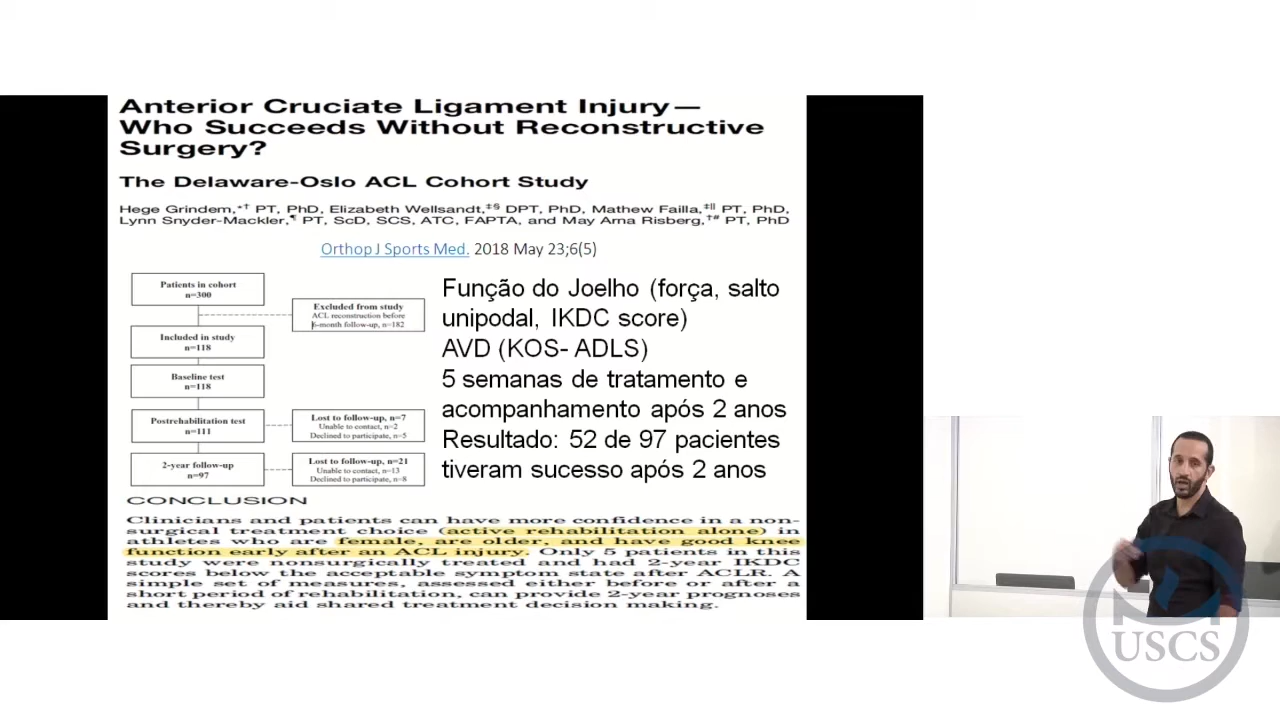 Anterior Cruciate Ligament Injury—
Who Succeeds Without Reconstructive
Surgery?
The Delaware-Oslo ACL Cohort Study
Hege Grindem,*† PT, PhD, Elizabeth Wellsandt,‡§ DPT, PhD, Mathew Failla,‡|| PT, PhD,
Lynn Snyder-Mackler,¶ PT, ScD, SCS, ATC, FAPTA, and May Arna Risberg,†# PT, PhD
Orthop J Sports Med. 2018 May 23;6(5)
Patients in cohort
n=300
Excluded from study
ACL reconstruction before
6-month follow-up, n=182
Included in study
n=118
Baseline test
n=118
Postrehabilitation test
n=111
Lost to follow-up, n=7
Unable to contact, n=2
Declined to participate, n=5
2-year follow-up
n=97
Lost to follow-up, n=21
Unable to contact, n=13
Declined to participate, n=8
Função do Joelho (força, salto
unipodal, IKDC score)
AVD (KOS- ADLS)
5 semanas de tratamento e
acompanhamento após 2 anos
Resultado: 52 de 97 pacientes
tiveram sucesso após 2 anos
CONCLUSION
Clinicians and patients can have more confidence in a non-
surgical treatment choice (active rehabilitation alone) in
athletes who are female, are older, and have good knee
function early after an ACL injury. Only 5 patients in this
study were nonsurgically treated and had 2-year IKDC
scores below the acceptable symptom state after ACLR. A
simple set of measures, assessed either before or after a
short period of rehabilitation, can provide 2-year prognoses
and thereby aid shared treatment decision making.
USCS